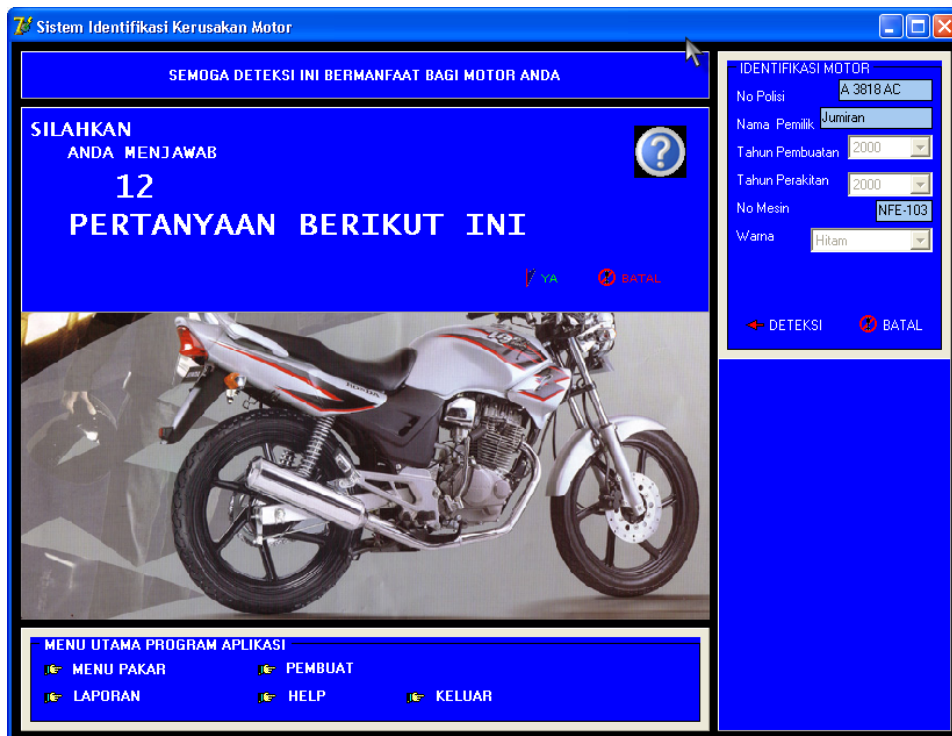 Sistem Identifikasi Kerusakan Motor
SEMOGA DETEKSI INI BERMANFAAT BAGI MOTOR ANDA
SILAHKAN
ANDA MENJAWAB
12
PERTANYAAN BERIKUT INI
YA
BATAL
HONDA
IDENTIFIKASI MOTOR
No Polisi A 3818 AC
Nama Pemilik Jumiran
Tahun Pembuatan 2000
Tahun Perakitan 2000
No Mesin NFE-103
Warna Hitam
DETEKSI BATAL
MENU UTAMA PROGRAM APLIKASI
MENU PAKAR PEMBUAT
LAPORAN HELP KELUAR